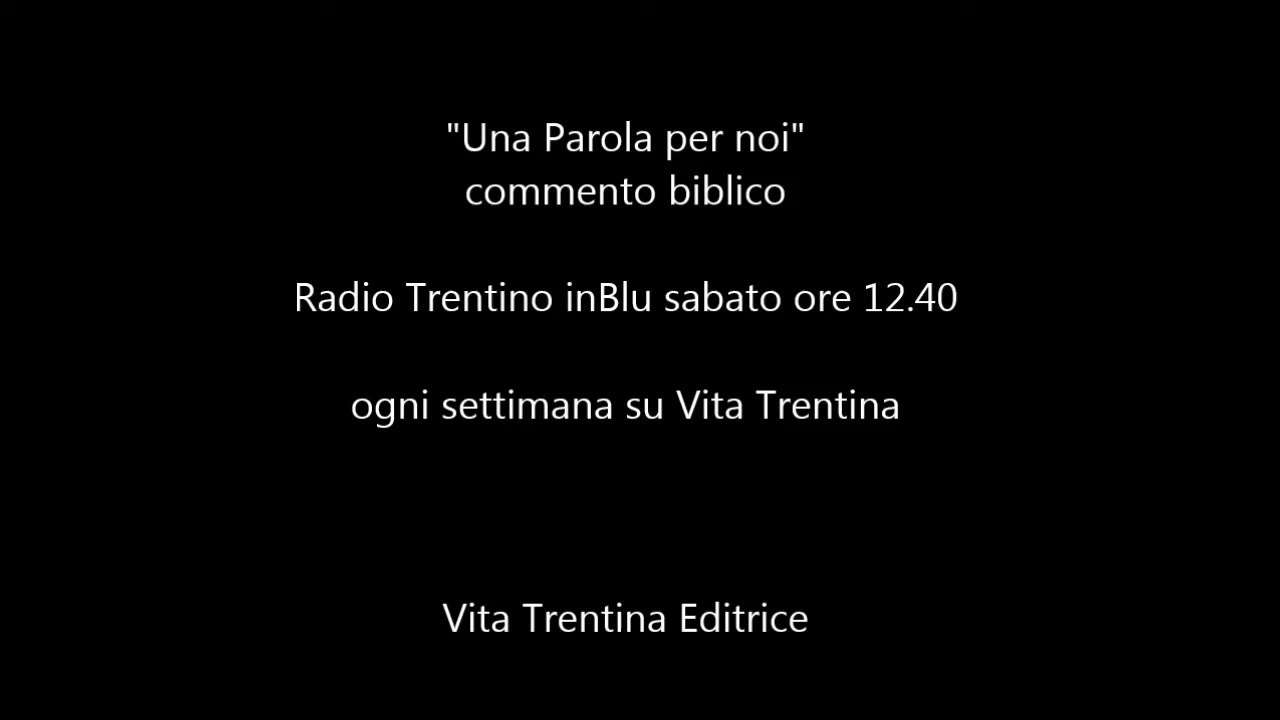 "Una Parola per noi"
commento biblico
Radio Trentino inBlu sabato ore 12.40
ogni settimana su Vita Trentina
Vita Trentina Editrice